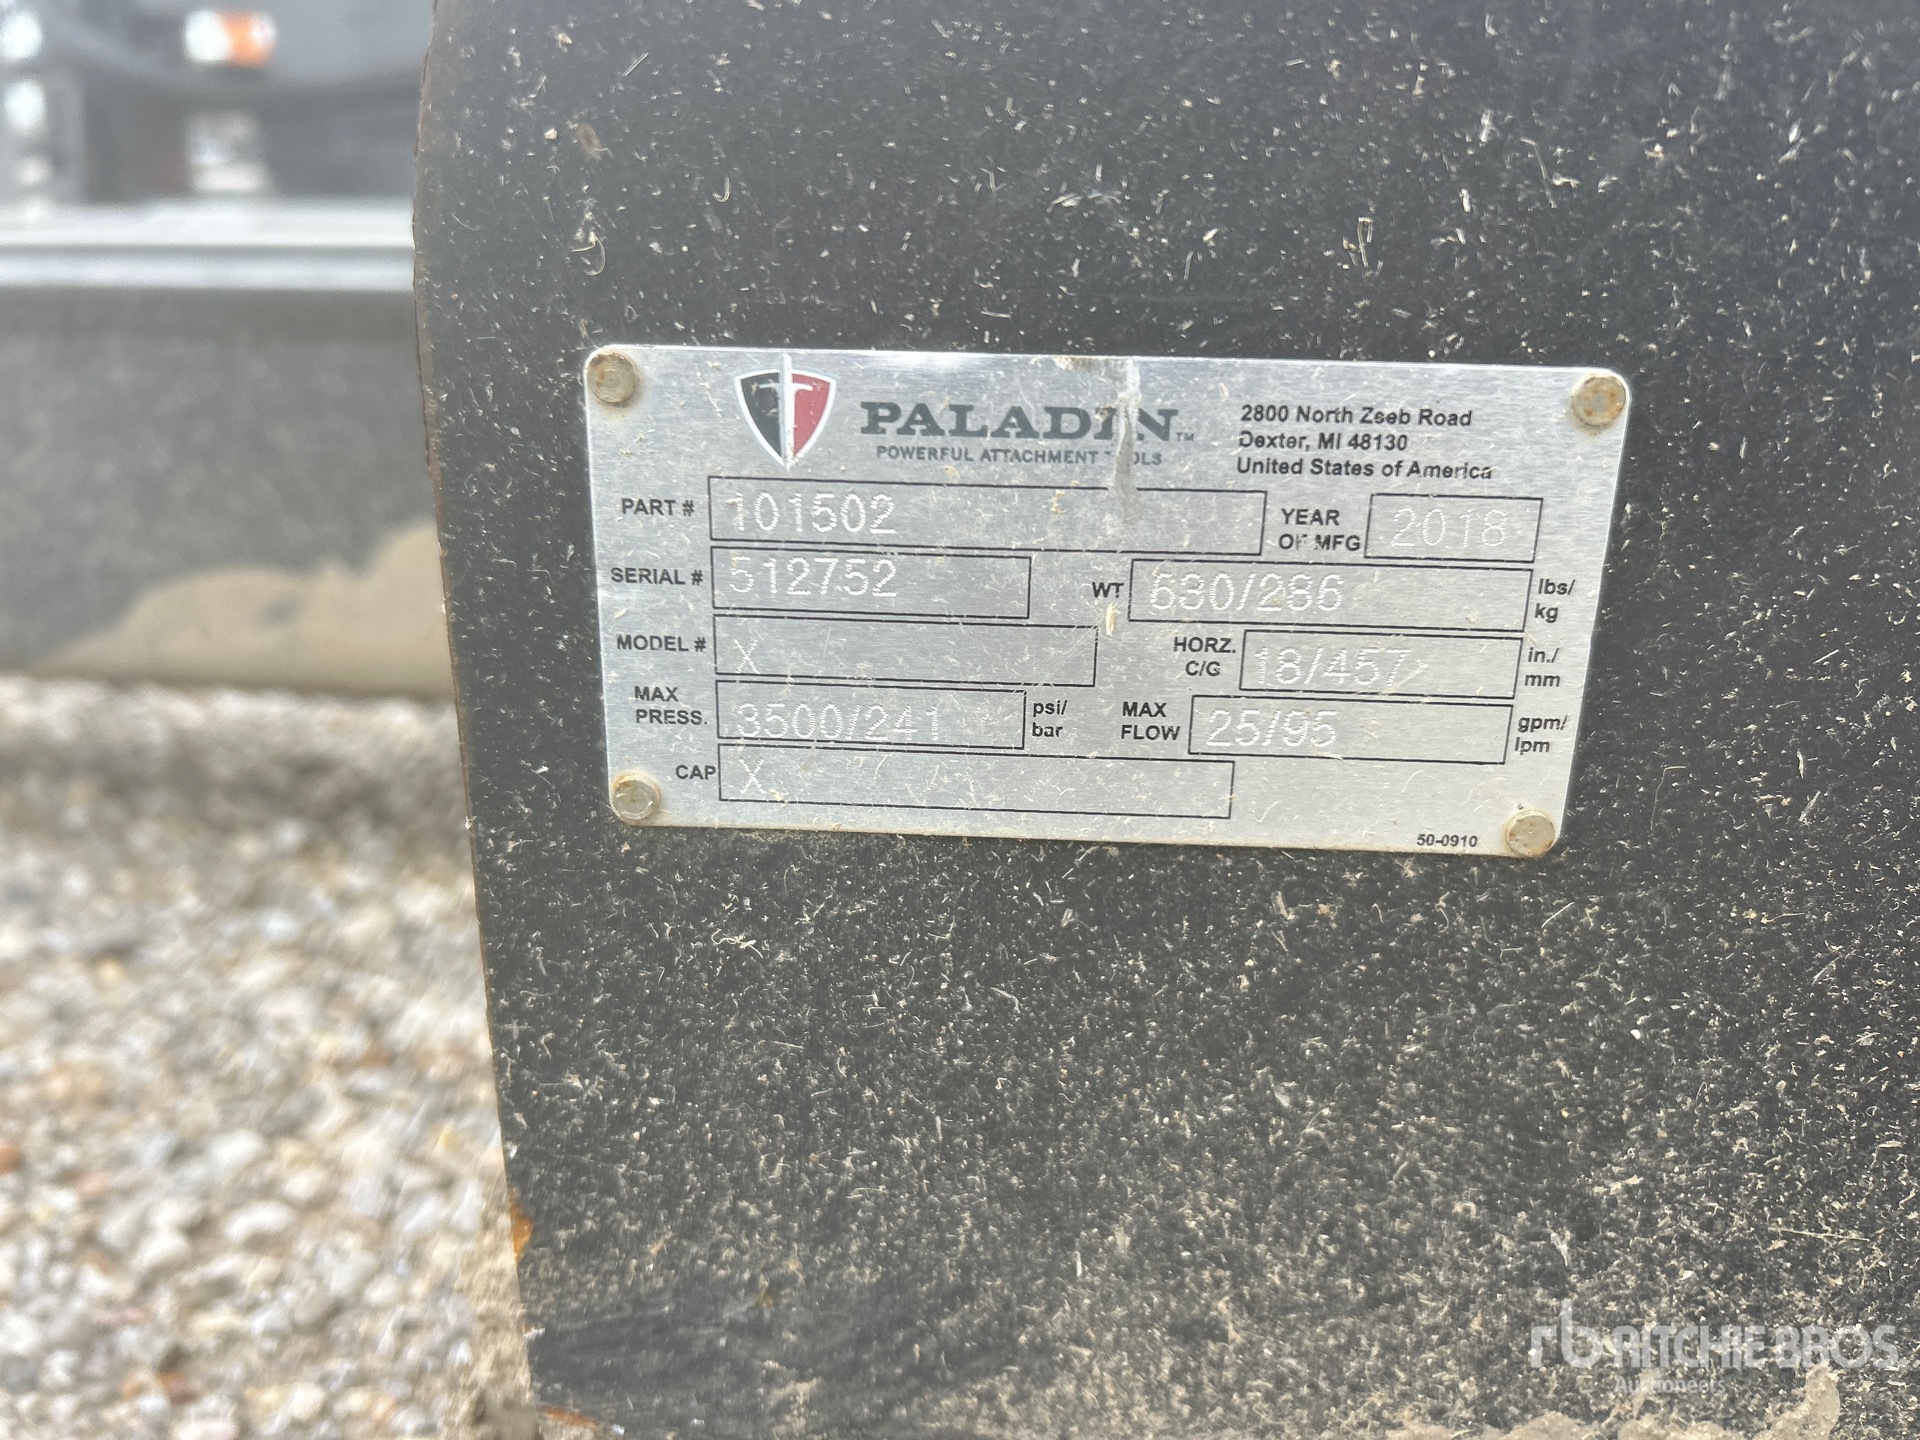 PALADIN™
POWERFUL ATTACHMENT TOOLS
2800 North Zeeb Road
Dexter, MI 48130
United States of America
PART # 101502
YEAR OF MFG 2018
SERIAL # 512752
WT 630/286 lbs/kg
MODEL # X
HORZ. C/G 18/457 in./mm
MAX PRESS. 3500/241 psi/bar
MAX FLOW 25/95 gpm/lpm
CAP X
50-0910
rb RITCHIE BROS.
Auctioneers